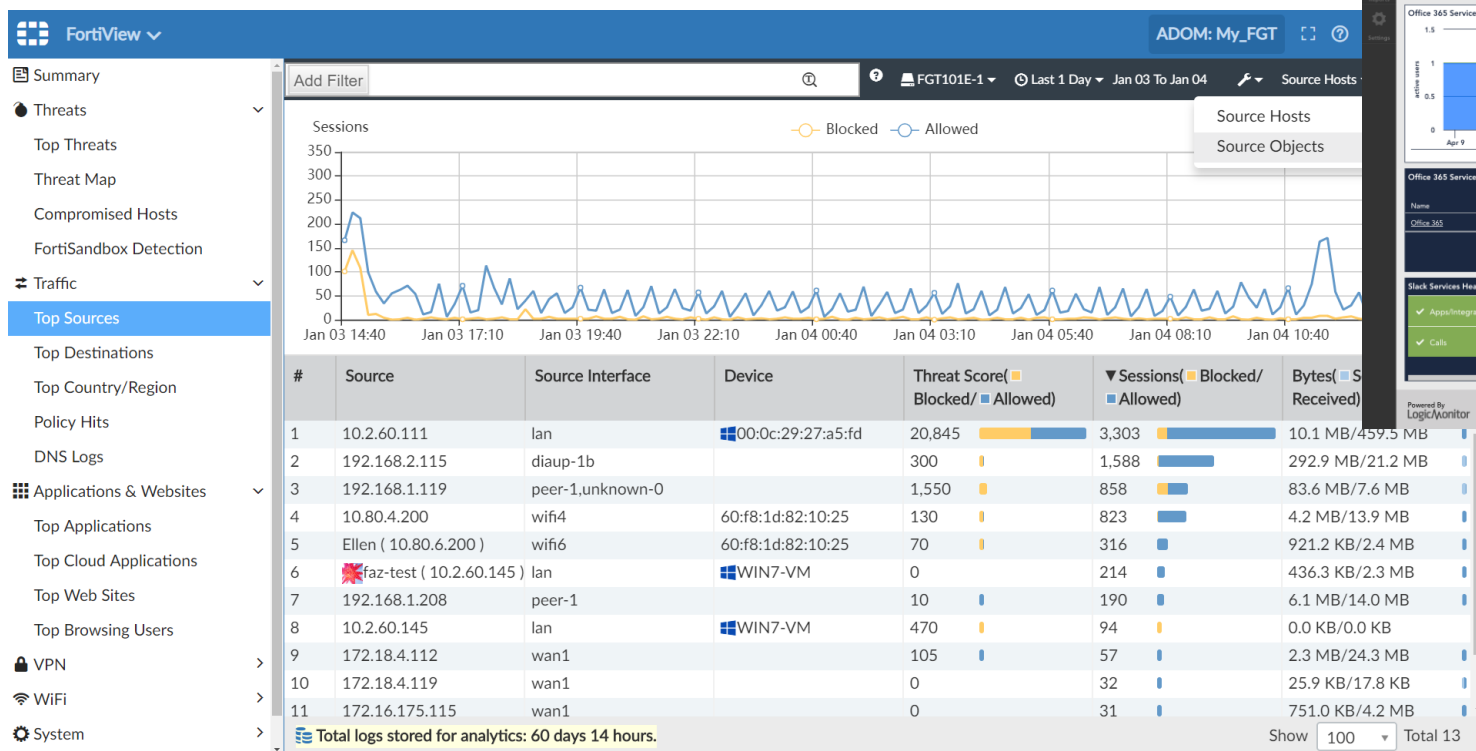 FortiView
ADOM: My_FGT
Summary
Threats
Top Threats
Threat Map
Compromised Hosts
FortiSandbox Detection
Traffic
Top Sources
Top Destinations
Top Country/Region
Policy Hits
DNS Logs
Applications & Websites
Top Applications
Top Cloud Applications
Top Web Sites
Top Browsing Users
VPN
WiFi
System
Add Filter
FGT101E-1 Last 1 Day Jan 03 To Jan 04 Source Hosts
Source Hosts
Source Objects
Sessions Blocked Allowed
350
300
250
200
150
100
50
0
Jan 03 14:40 Jan 03 17:10 Jan 03 19:40 Jan 03 22:10 Jan 04 00:40 Jan 04 03:10 Jan 04 05:40 Jan 04 08:10 Jan 04 10:40
# Source Source Interface Device Threat Score( Blocked/ Allowed) ▼Sessions( Blocked/ Allowed) Bytes( S Received)
1 10.2.60.111 lan 00:0c:29:27:a5:fd 20,845 3,303 10.1 MB/459.5 MB
2 192.168.2.115 diaup-1b 300 1,588 292.9 MB/21.2 MB
3 192.168.1.119 peer-1,unknown-0 1,550 858 83.6 MB/7.6 MB
4 10.80.4.200 wifi4 60:f8:1d:82:10:25 130 823 4.2 MB/13.9 MB
5 Ellen ( 10.80.6.200 ) wifi6 60:f8:1d:82:10:25 70 316 921.2 KB/2.4 MB
6 faz-test ( 10.2.60.145 ) lan WIN7-VM 0 214 436.3 KB/2.3 MB
7 192.168.1.208 peer-1 10 190 6.1 MB/14.0 MB
8 10.2.60.145 lan WIN7-VM 470 94 0.0 KB/0.0 KB
9 172.18.4.112 wan1 105 57 2.3 MB/24.3 MB
10 172.18.4.119 wan1 0 32 25.9 KB/17.8 KB
11 172.16.175.115 wan1 0 31 751.0 KB/4.2 MB
Total logs stored for analytics: 60 days 14 hours.
Show 100 Total 13
Settings
Office 365 Service
1.5
1
0.5
0
active users
Apr 9
Office 365 Service
Name
Office 365
Slack Services Hea
Apps/Integra
Calls
Powered By
LogicMonitor